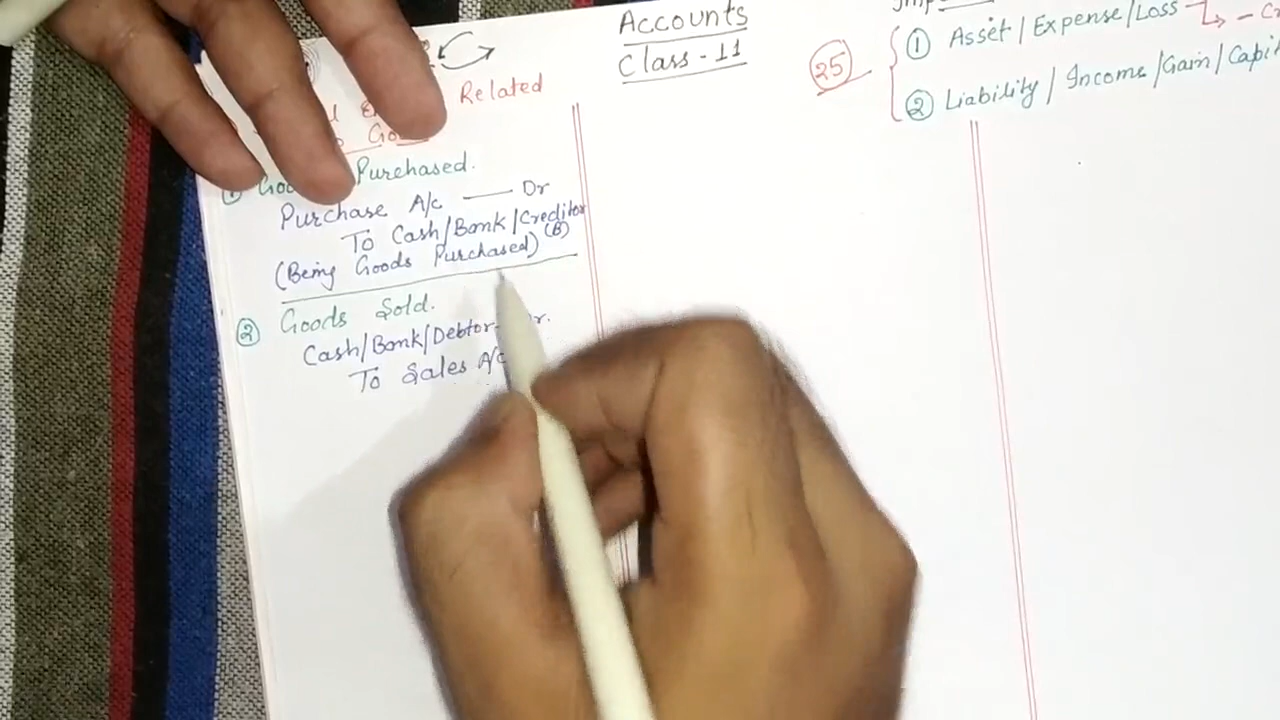 Accounts
Class - 11
Related
Purchased.
Purchase A/c —— Dr
To Cash/Bank/Creditor
(Being Goods Purchased) (B)
② Goods Sold.
Cash/Bank/Debtor-
To Sales A/c
25
① Asset/Expense/Loss
② Liability/Income/Gain/